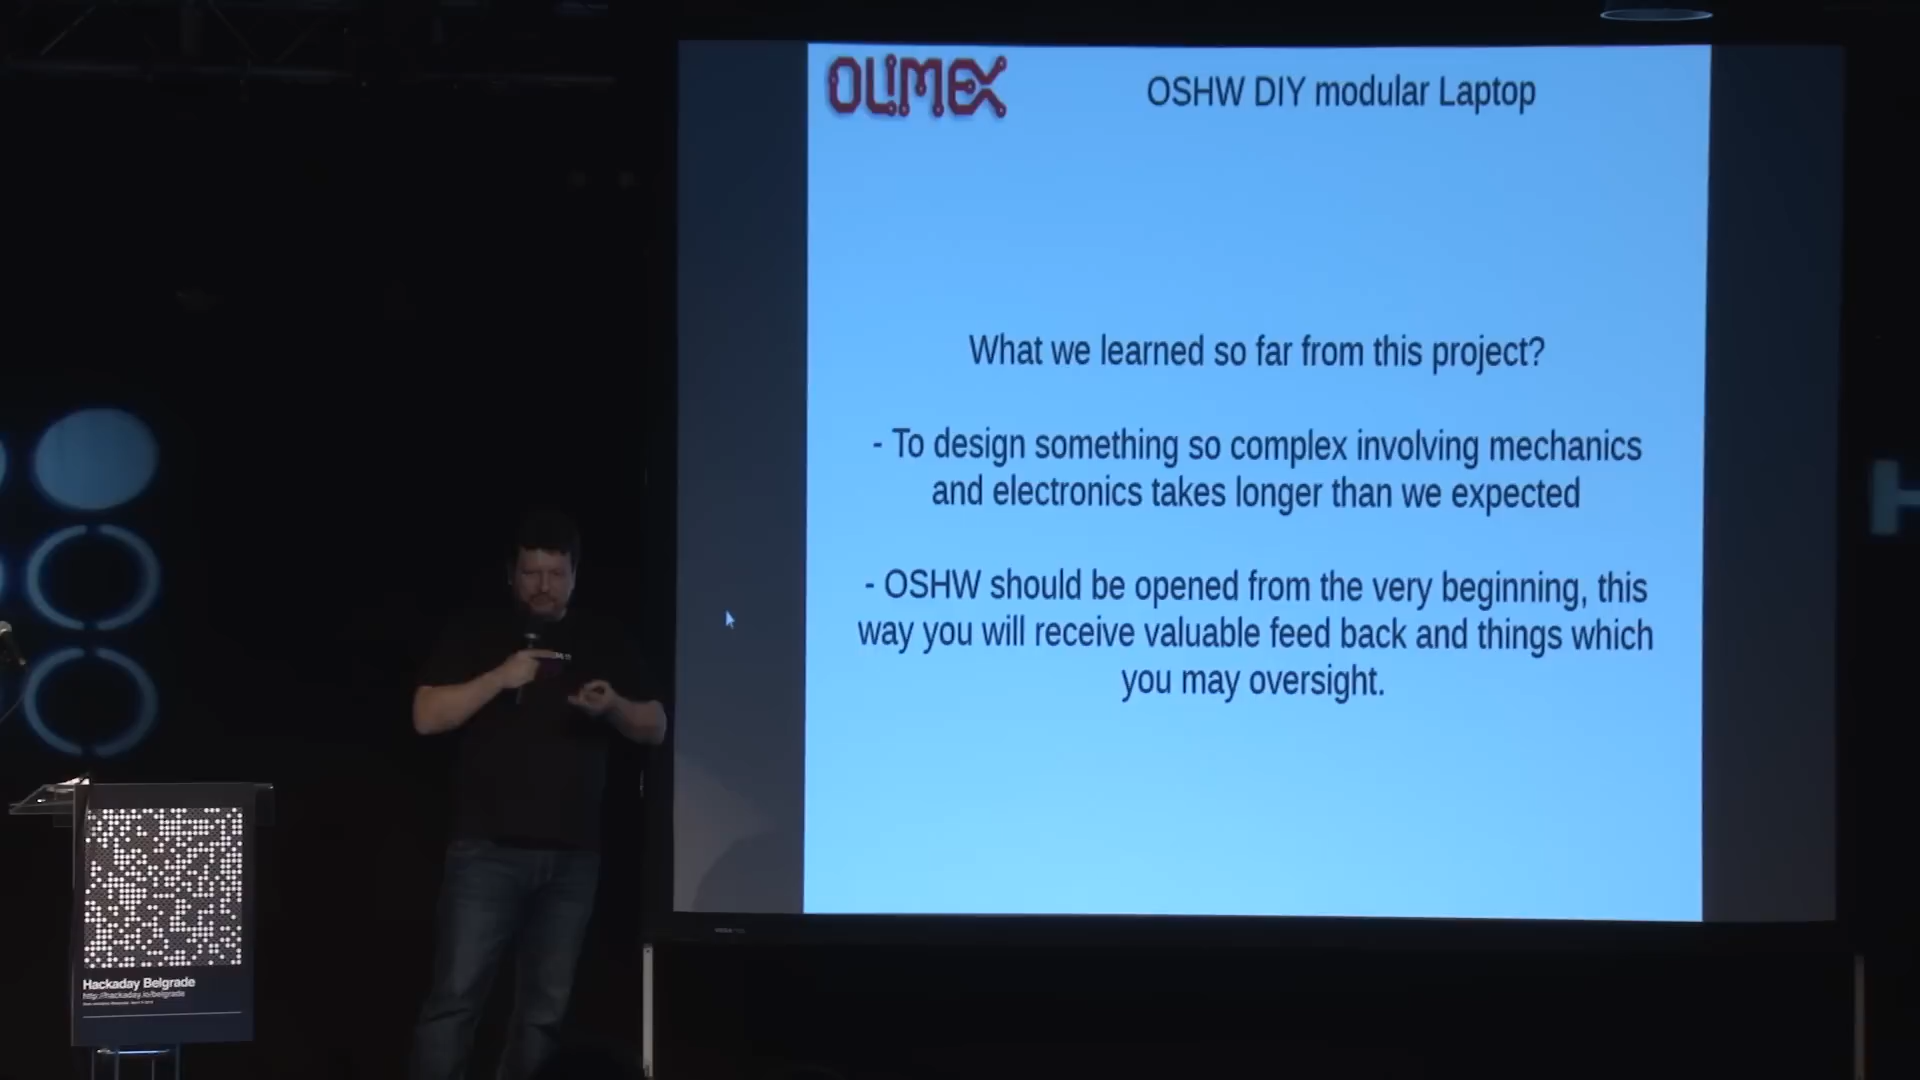 OLIMEX
OSHW DIY modular Laptop
What we learned so far from this project?
- To design something so complex involving mechanics
and electronics takes longer than we expected
- OSHW should be opened from the very beginning, this
way you will receive valuable feed back and things which
you may oversight.
H
Hackaday Belgrade
http://hackaday.io/belgrade